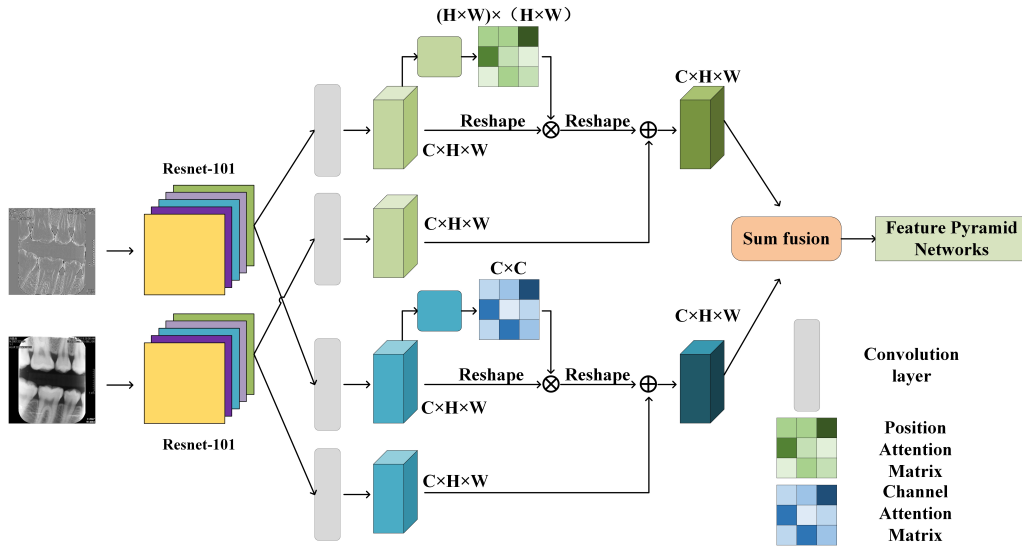 (H×W)×（H×W）
C×H×W
Reshape
Reshape
C×H×W
Resnet-101
C×H×W
Sum fusion
Feature Pyramid
Networks
C×C
C×H×W
Reshape
Reshape
C×H×W
Resnet-101
C×H×W
Convolution
layer
Position
Attention
Matrix
Channel
Attention
Matrix